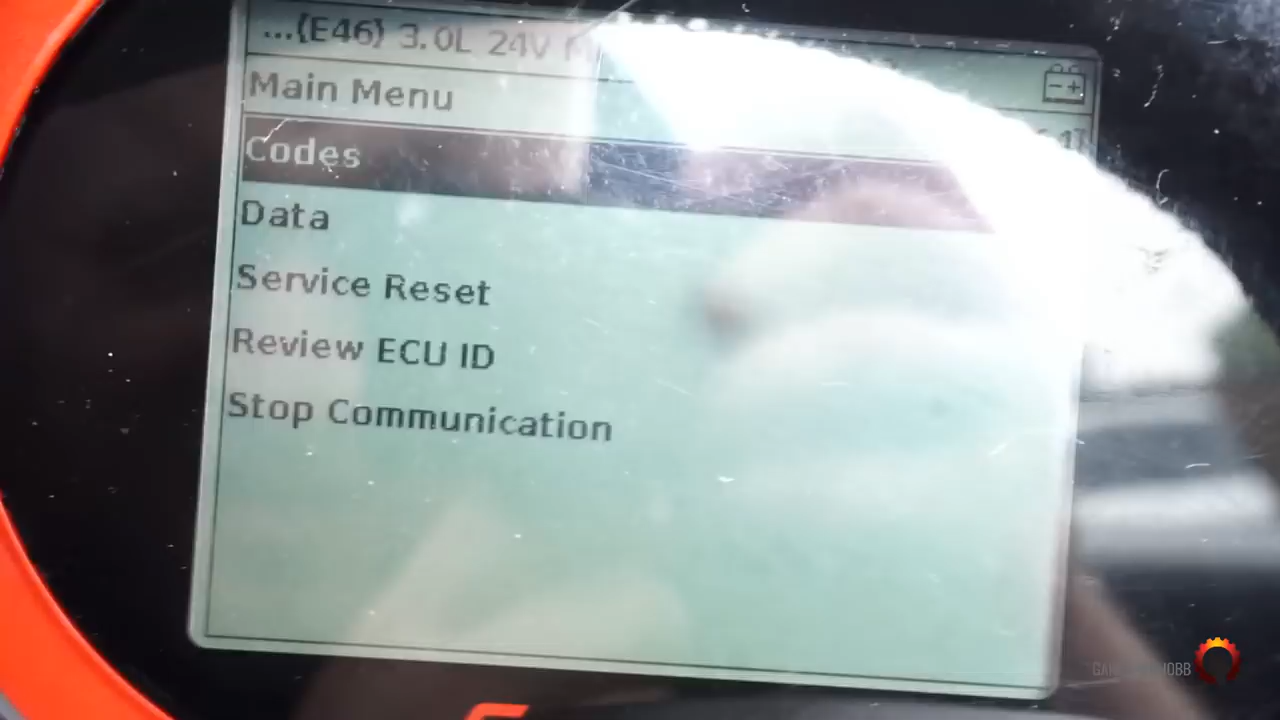 ...(E46) 3.0L 24V
Main Menu
Codes
Data
Service Reset
Review ECU ID
Stop Communication